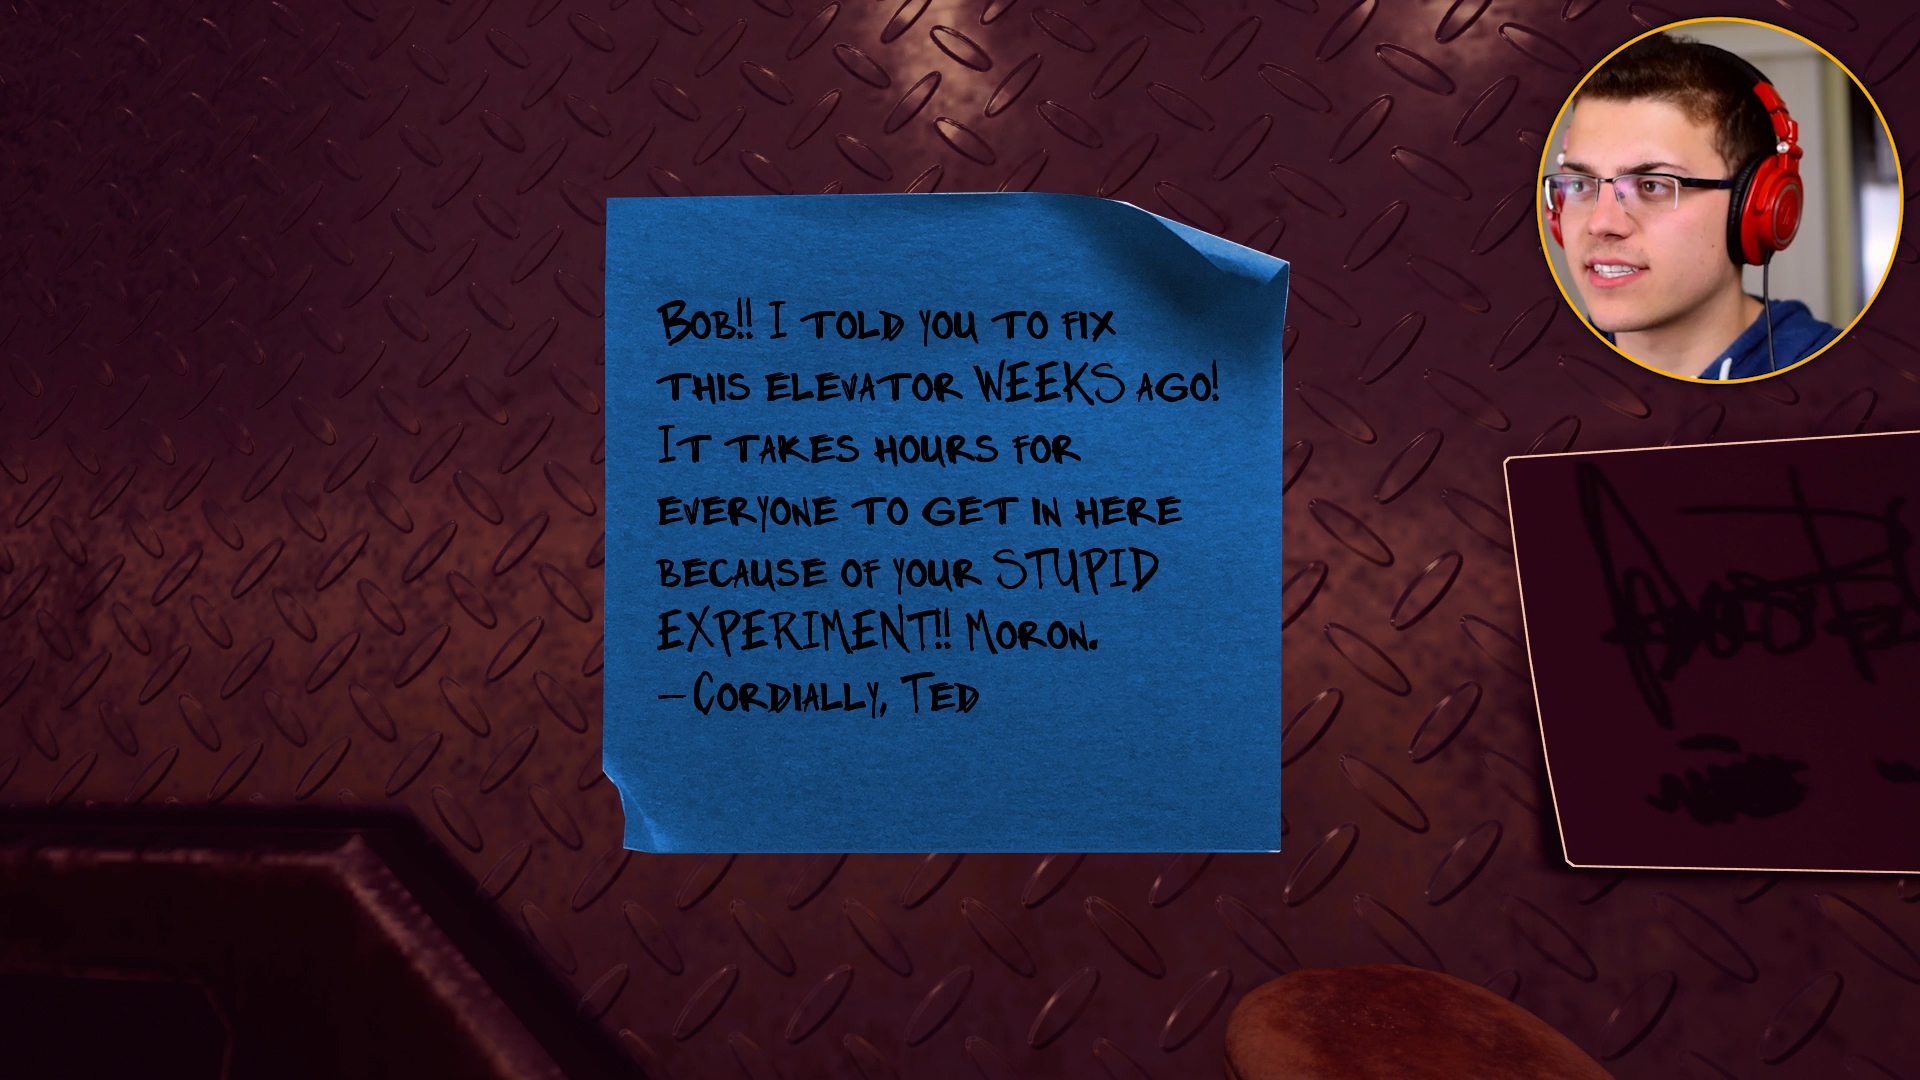 Bob!! I told you to fix
this elevator WEEKS ago!
It takes hours for
everyone to get in here
because of your STUPID
EXPERIMENT!! Moron.
– Cordially, Ted